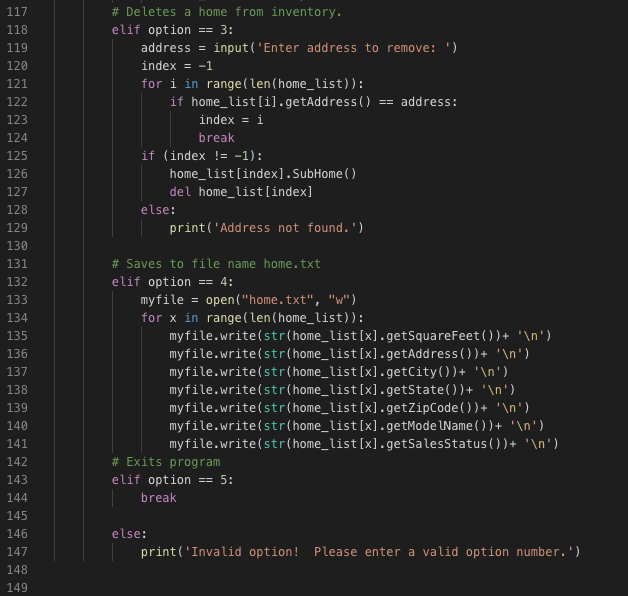 117 # Deletes a home from inventory.
118 elif option == 3:
119 address = input('Enter address to remove: ')
120 index = -1
121 for i in range(len(home_list)):
122 if home_list[i].getAddress() == address:
123 index = i
124 break
125 if (index != -1):
126 home_list[index].SubHome()
127 del home_list[index]
128 else:
129 print('Address not found.')
130
131 # Saves to file name home.txt
132 elif option == 4:
133 myfile = open("home.txt", "w")
134 for x in range(len(home_list)):
135 myfile.write(str(home_list[x].getSquareFeet())+ '\n')
136 myfile.write(str(home_list[x].getAddress())+ '\n')
137 myfile.write(str(home_list[x].getCity())+ '\n')
138 myfile.write(str(home_list[x].getState())+ '\n')
139 myfile.write(str(home_list[x].getZipCode())+ '\n')
140 myfile.write(str(home_list[x].getModelName())+ '\n')
141 myfile.write(str(home_list[x].getSalesStatus())+ '\n')
142 # Exits program
143 elif option == 5:
144 break
145
146 else:
147 print('Invalid option!  Please enter a valid option number.')
148
149